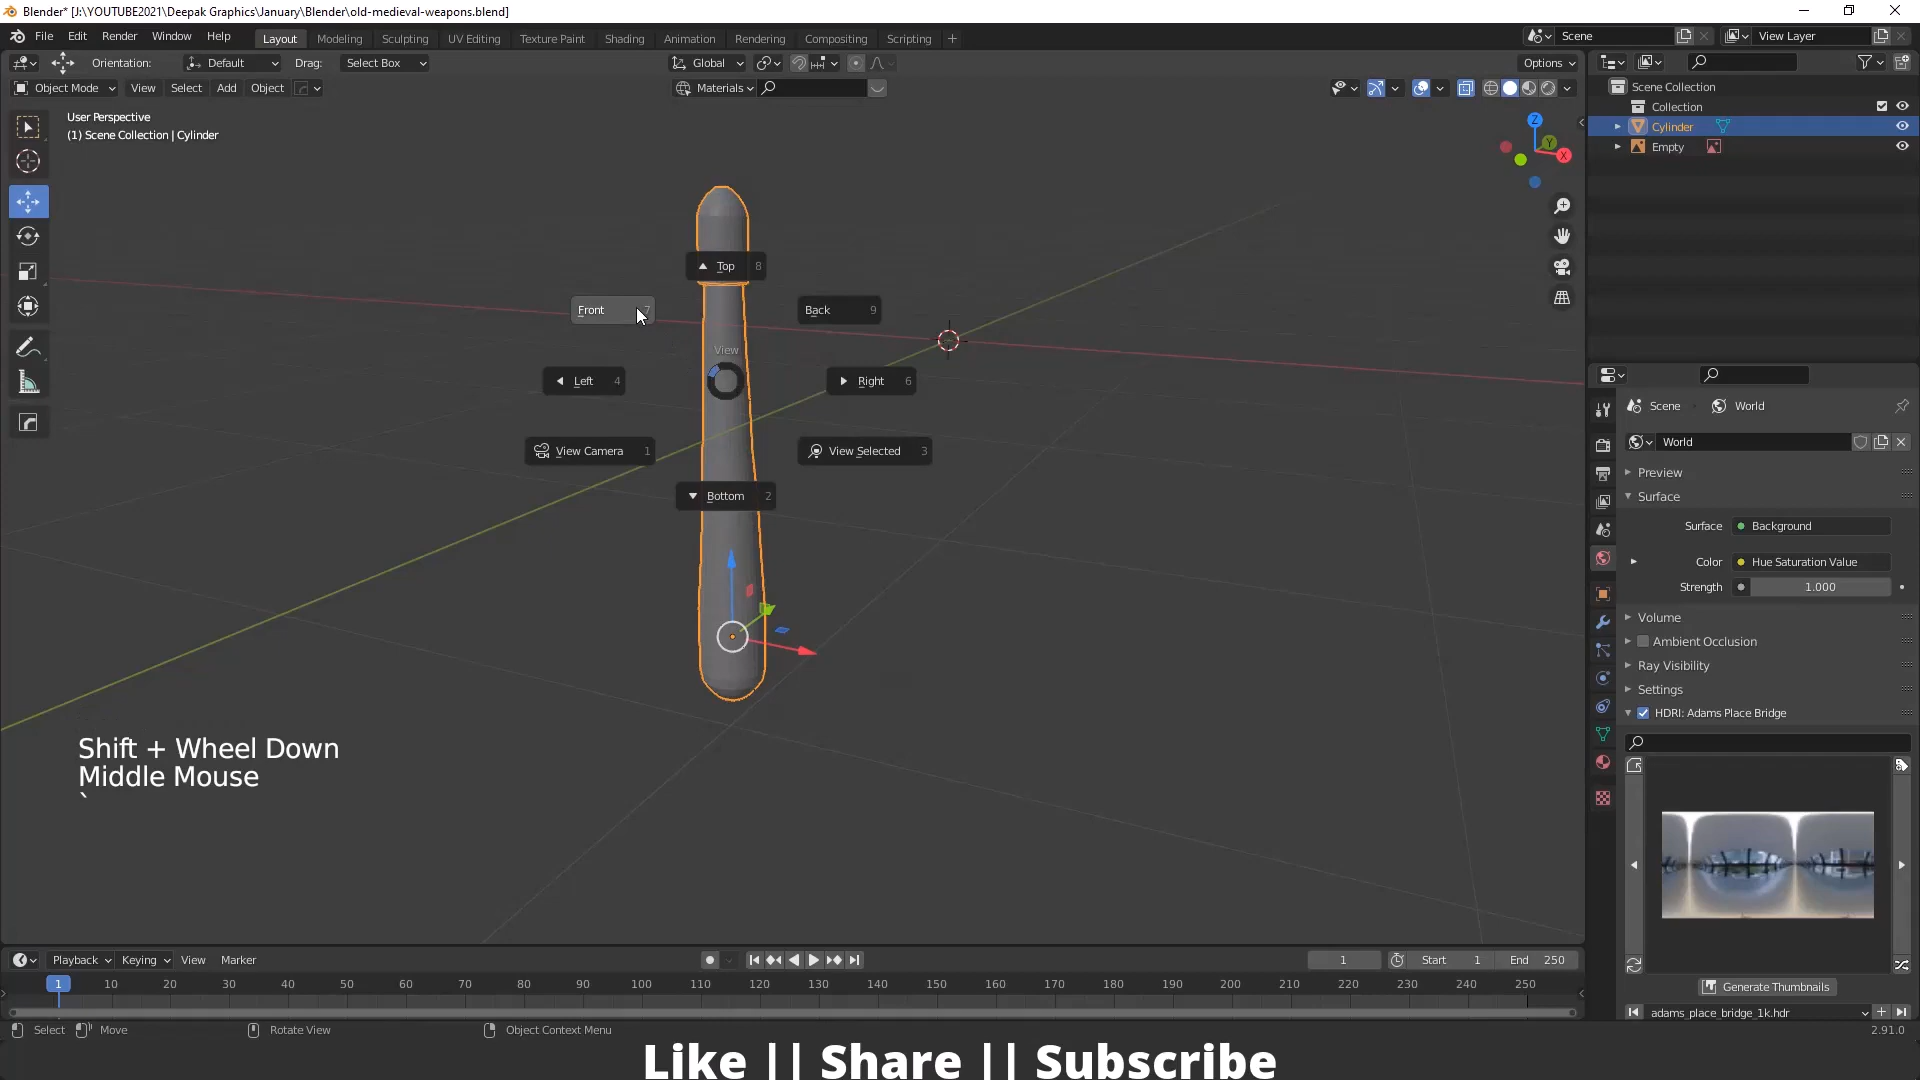 Blender* [J:\YOUTUBE2021\Deepak Graphics\January\Blender\old-medieval-weapons.blend]
File Edit Render Window Help Layout Modeling Sculpting UV Editing Texture Paint Shading Animation Rendering Compositing Scripting + Scene View Layer
Orientation: Default Drag: Select Box Global Options
Object Mode View Select Add Object Materials
User Perspective
(1) Scene Collection | Cylinder
Scene Collection
Collection
Cylinder
Empty
Z
Y
X
Top 8
Front 7
Back 9
View
Left 4
Right 6
View Camera 1
View Selected 3
Bottom 2
Scene World
World
Preview
Surface
Surface Background
Color Hue Saturation Value
Strength 1.000
Volume
Ambient Occlusion
Ray Visibility
Settings
HDRI: Adams Place Bridge
Generate Thumbnails
adams_place_bridge_1k.hdr
Shift + Wheel Down
Middle Mouse
`
Playback Keying View Marker 1 Start 1 End 250
1 10 20 30 40 50 60 70 80 90 100 110 120 130 140 150 160 170 180 190 200 210 220 230 240 250
Select Move Rotate View Object Context Menu 2.91.0
Like || Share || Subscribe